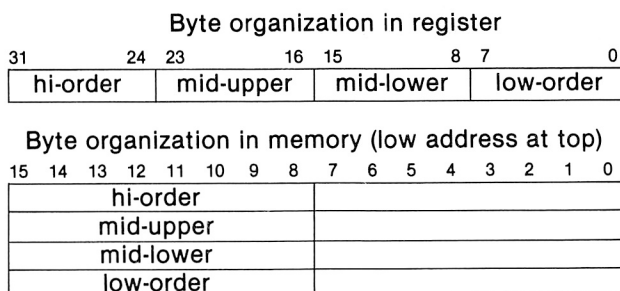 Byte organization in register
31 24 23 16 15 8 7 0
hi-order mid-upper mid-lower low-order
Byte organization in memory (low address at top)
15 14 13 12 11 10 9 8 7 6 5 4 3 2 1 0
hi-order
mid-upper
mid-lower
low-order